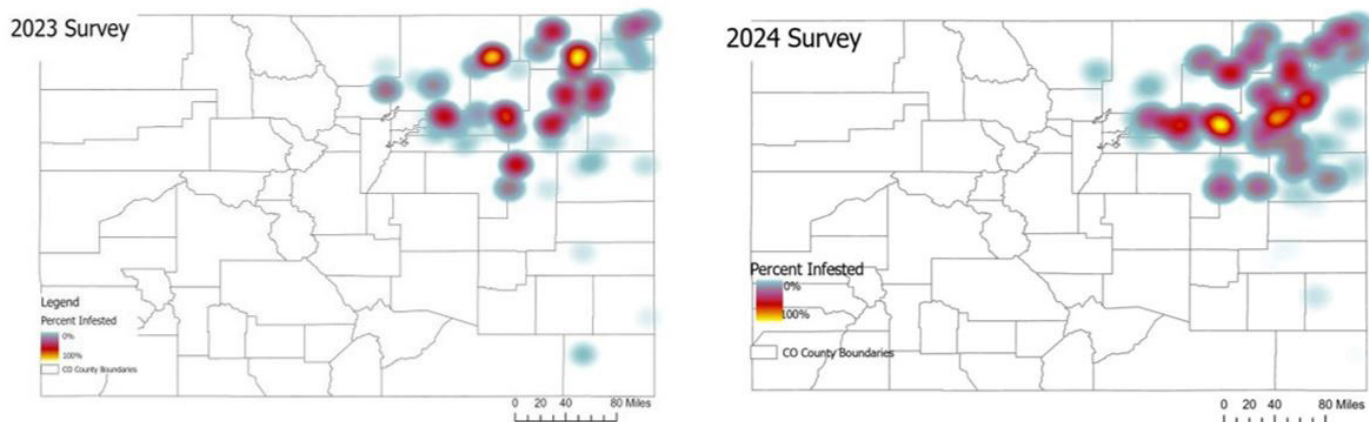 2023 Survey
Legend
Percent Infested
0%
100%
CO County Boundaries
0 20 40 80 Miles
2024 Survey
Percent Infested
0%
100%
CO County Boundaries
0 20 40 80 Miles